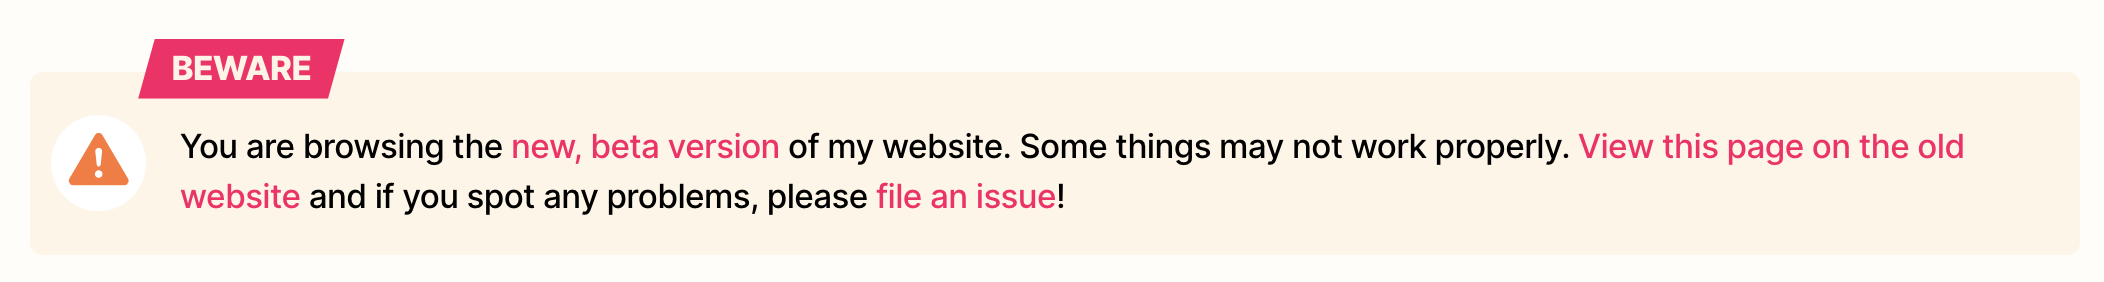 BEWARE
You are browsing the new, beta version of my website. Some things may not work properly. View this page on the old
website and if you spot any problems, please file an issue!